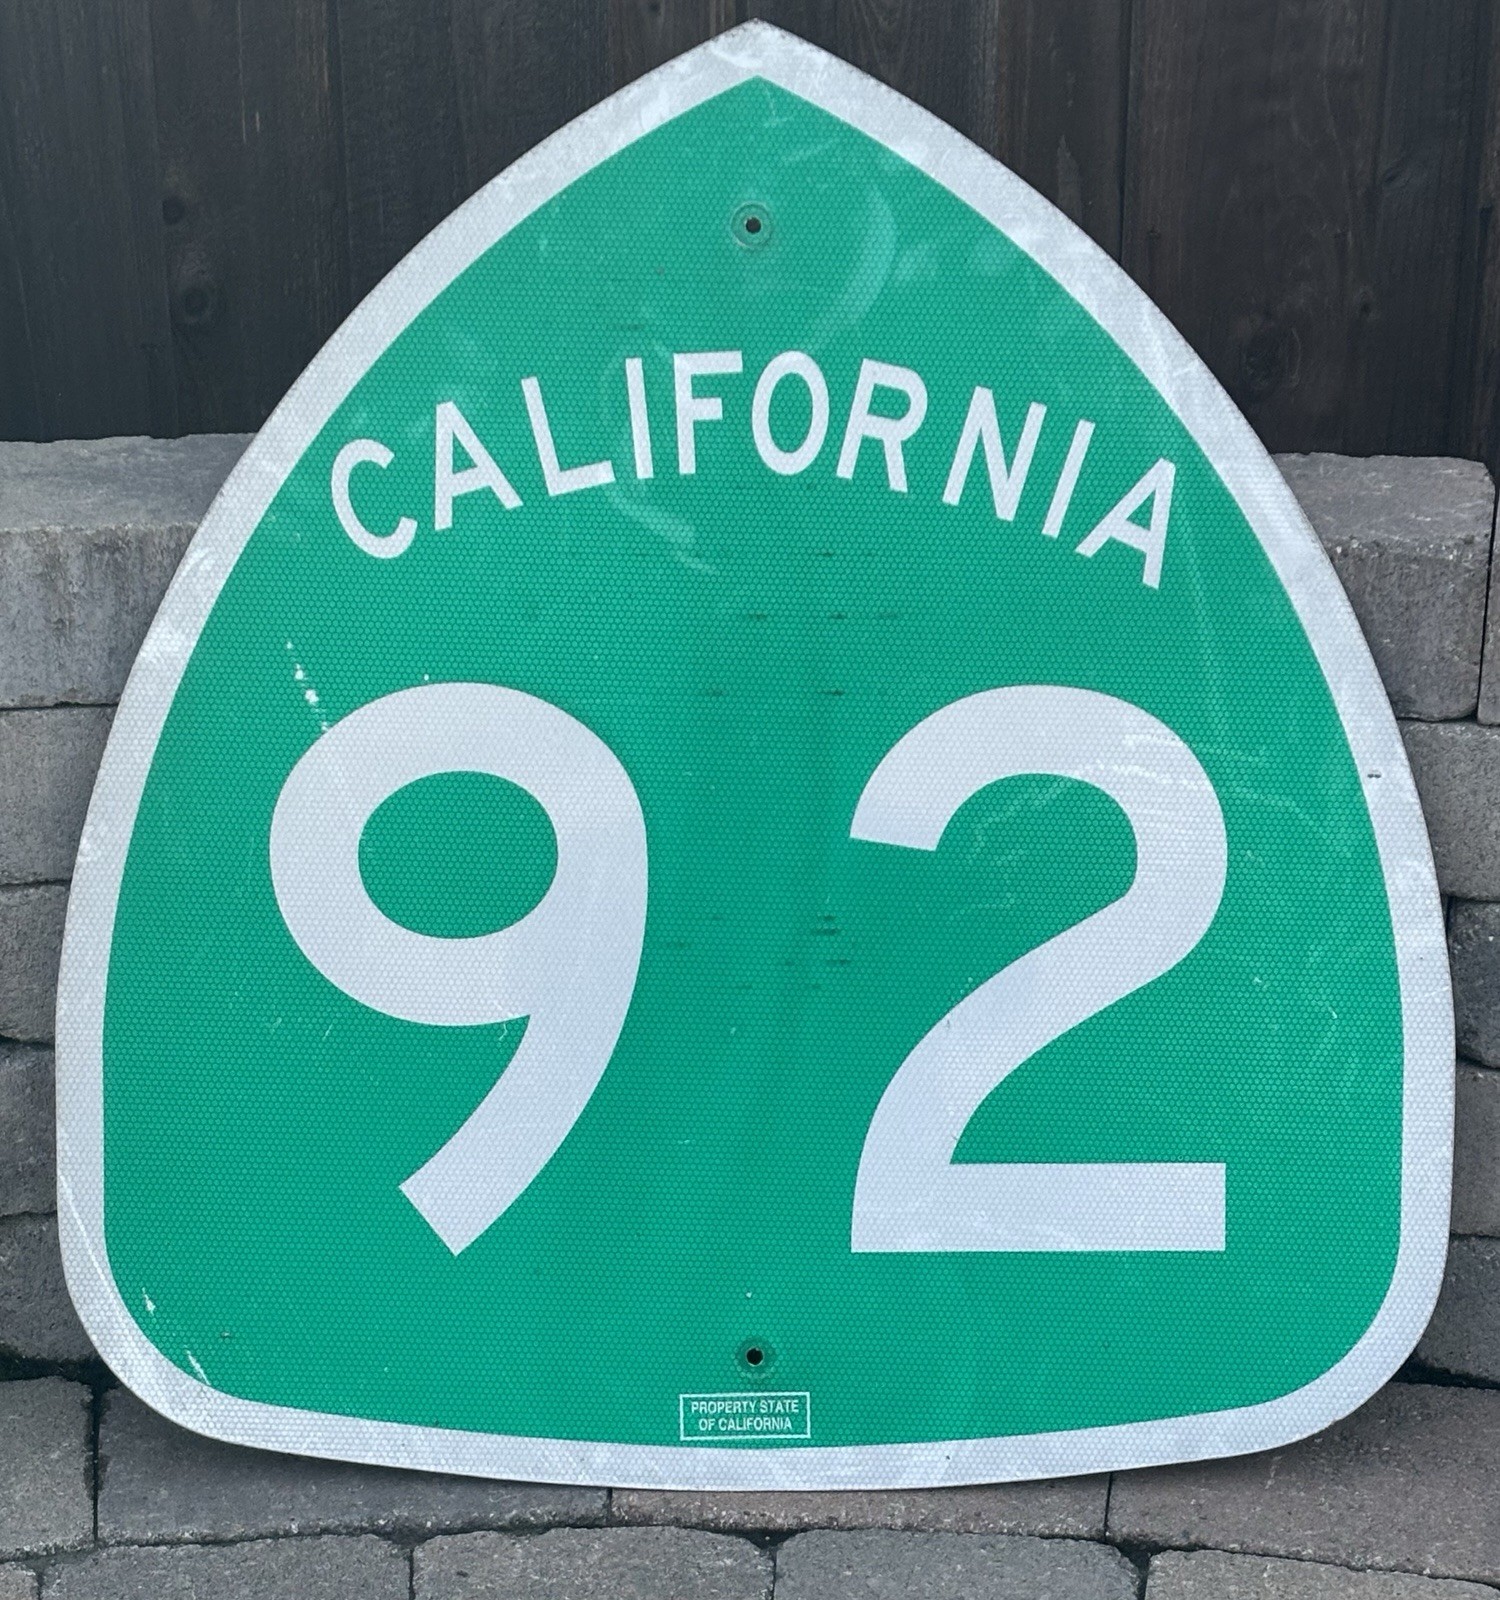 CALIFORNIA
92
PROPERTY STATE
OF CALIFORNIA